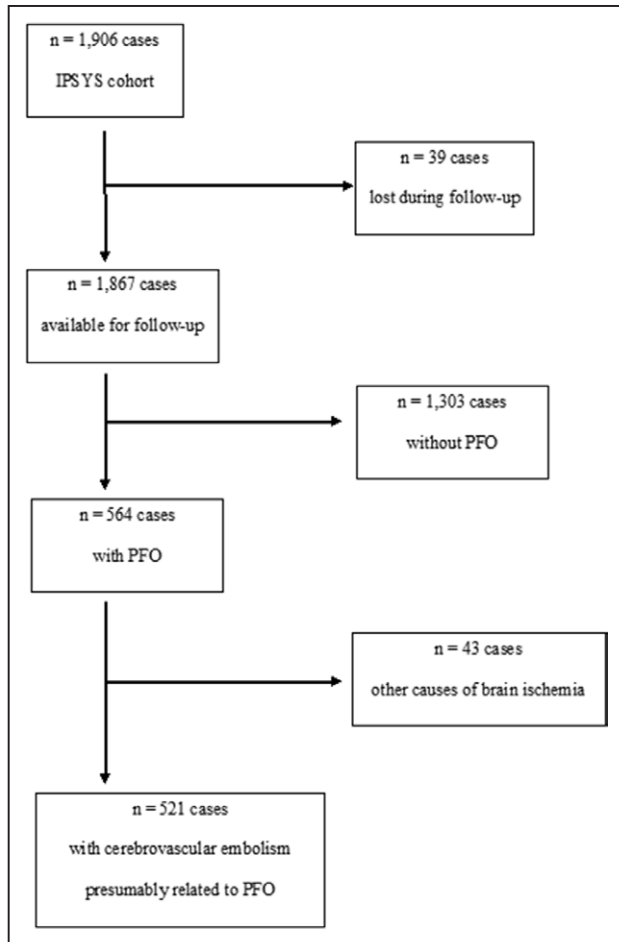 n = 1,906 cases
IPSYS cohort
n = 39 cases
lost during follow-up
n = 1,867 cases
available for follow-up
n = 1,303 cases
without PFO
n = 564 cases
with PFO
n = 43 cases
other causes of brain ischemia
n = 521 cases
with cerebrovascular embolism
presumably related to PFO